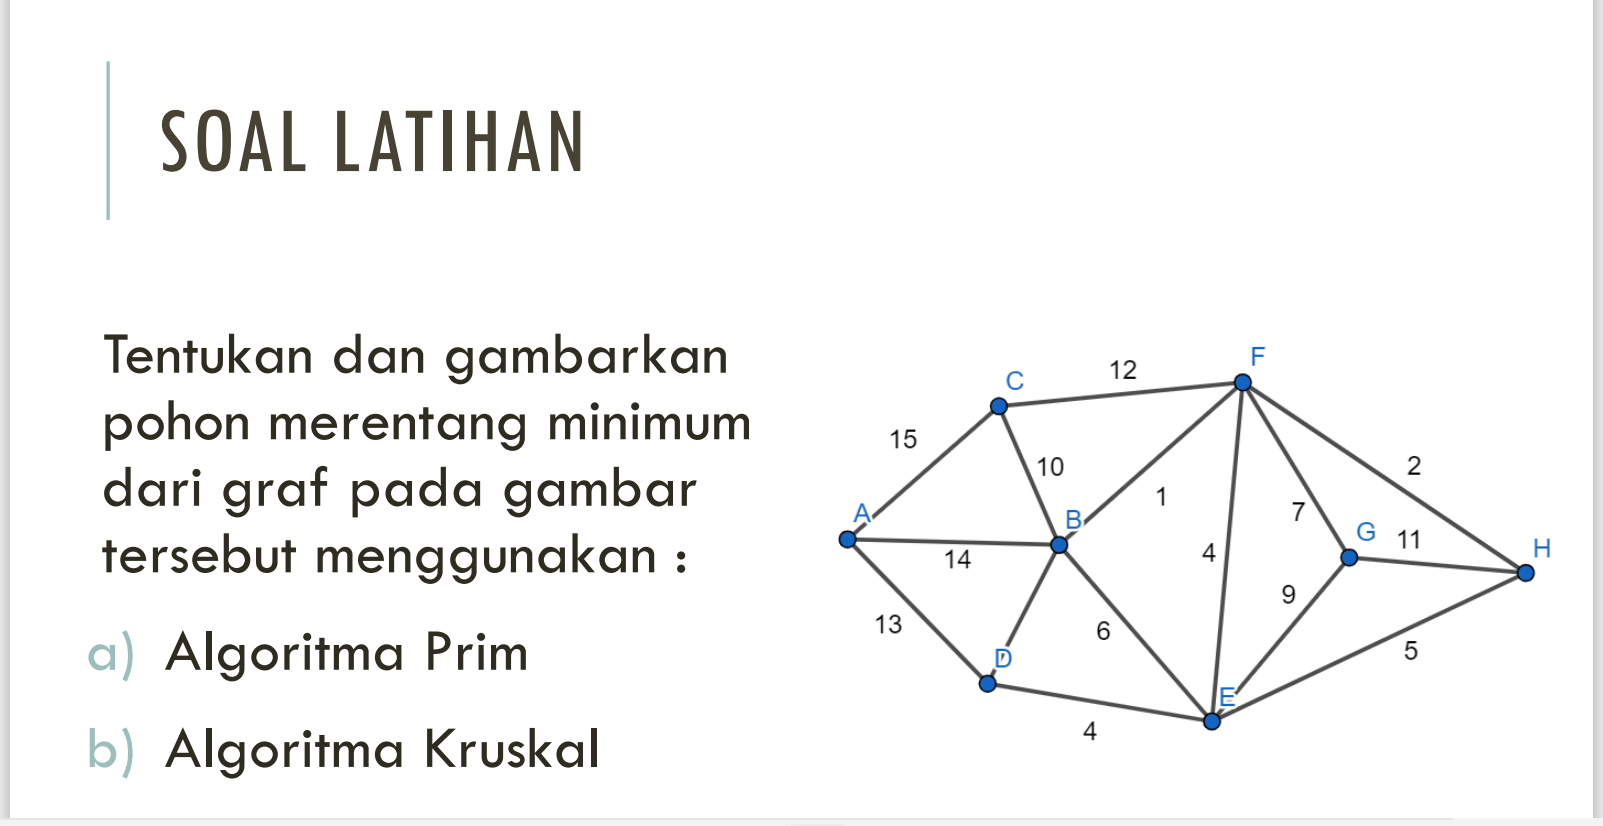 SOAL LATIHAN
Tentukan dan gambarkan
pohon merentang minimum
dari graf pada gambar
tersebut menggunakan :
a) Algoritma Prim
b) Algoritma Kruskal
F
12
C
15
10
2
1
A
B
7
G
11
H
14
4
9
13
6
5
D
E
4